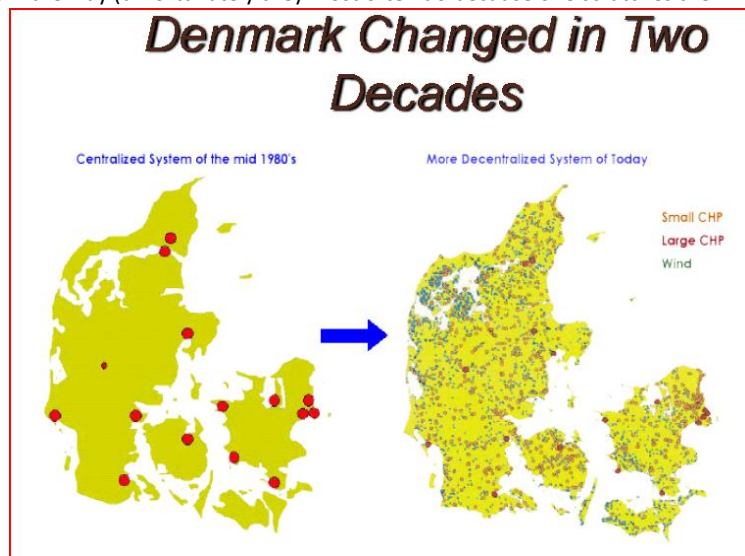 Denmark Changed in Two
Decades
Centralized System of the mid 1980's
More Decentralized System of Today
Small CHP
Large CHP
Wind